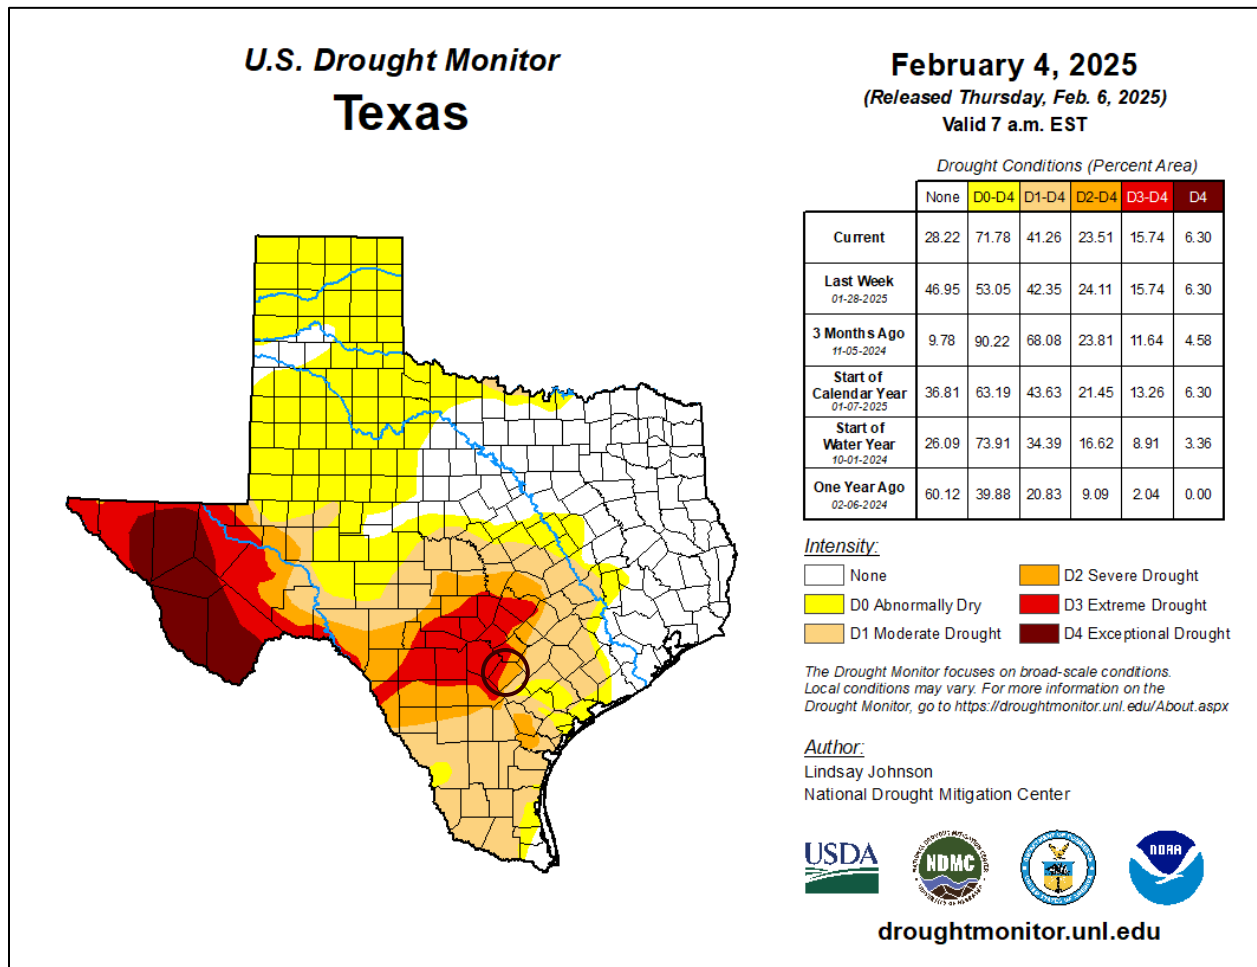 U.S. Drought Monitor
Texas
February 4, 2025
(Released Thursday, Feb. 6, 2025)
Valid 7 a.m. EST
Drought Conditions (Percent Area)
None D0-D4 D1-D4 D2-D4 D3-D4 D4
Current 28.22 71.78 41.26 23.51 15.74 6.30
Last Week
01-28-2025 46.95 53.05 42.35 24.11 15.74 6.30
3 Months Ago
11-05-2024 9.78 90.22 68.08 23.81 11.64 4.58
Start of
Calendar Year
01-07-2025 36.81 63.19 43.63 21.45 13.26 6.30
Start of
Water Year
10-01-2024 26.09 73.91 34.39 16.62 8.91 3.36
One Year Ago
02-06-2024 60.12 39.88 20.83 9.09 2.04 0.00
Intensity:
None
D0 Abnormally Dry
D1 Moderate Drought
D2 Severe Drought
D3 Extreme Drought
D4 Exceptional Drought
The Drought Monitor focuses on broad-scale conditions.
Local conditions may vary. For more information on the
Drought Monitor, go to https://droughtmonitor.unl.edu/About.aspx
Author:
Lindsay Johnson
National Drought Mitigation Center
USDA
NDMC
NOAA
droughtmonitor.unl.edu